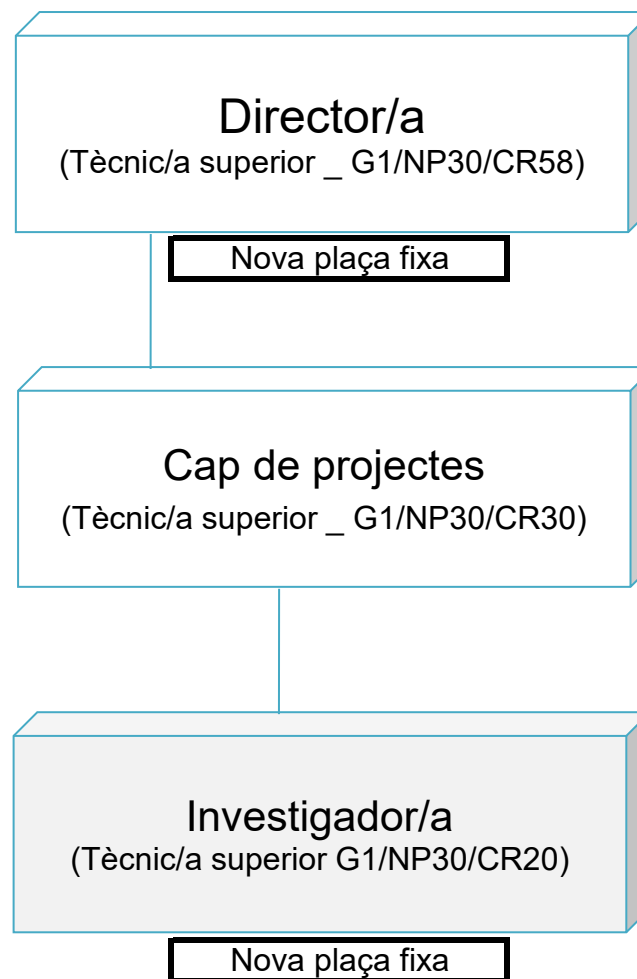 Director/a
(Tècnic/a superior _ G1/NP30/CR58)
Nova plaça fixa
Cap de projectes
(Tècnic/a superior _ G1/NP30/CR30)
Investigador/a
(Tècnic/a superior G1/NP30/CR20)
Nova plaça fixa